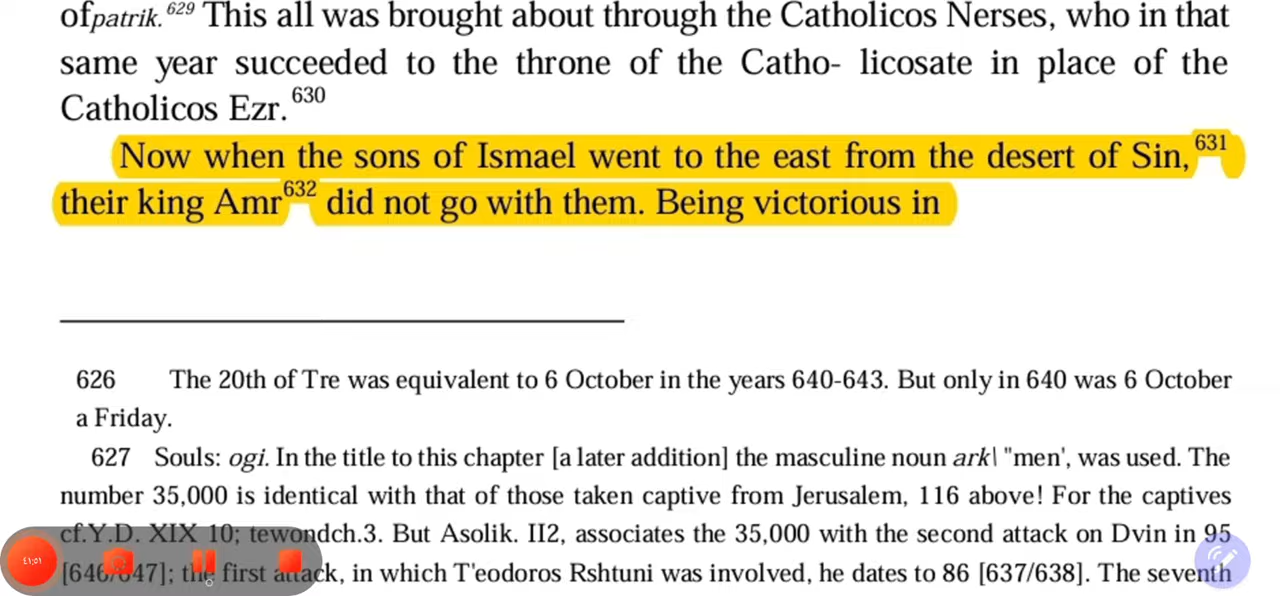 ofpatrik.629 This all was brought about through the Catholicos Nerses, who in that
same year succeeded to the throne of the Catho- licosate in place of the
Catholicos Ezr.630
Now when the sons of Ismael went to the east from the desert of Sin,631
their king Amr632 did not go with them. Being victorious in
626 The 20th of Tre was equivalent to 6 October in the years 640-643. But only in 640 was 6 October
a Friday.
627 Souls: ogi. In the title to this chapter [a later addition] the masculine noun ark\ "men', was used. The
number 35,000 is identical with that of those taken captive from Jerusalem, 116 above! For the captives
cf.Y.D. XIX 10; tewondch.3. But Asolik. II2, associates the 35,000 with the second attack on Dvin in 95
[646/647]; the first attack, in which T'eodoros Rshtuni was involved, he dates to 86 [637/638]. The seventh